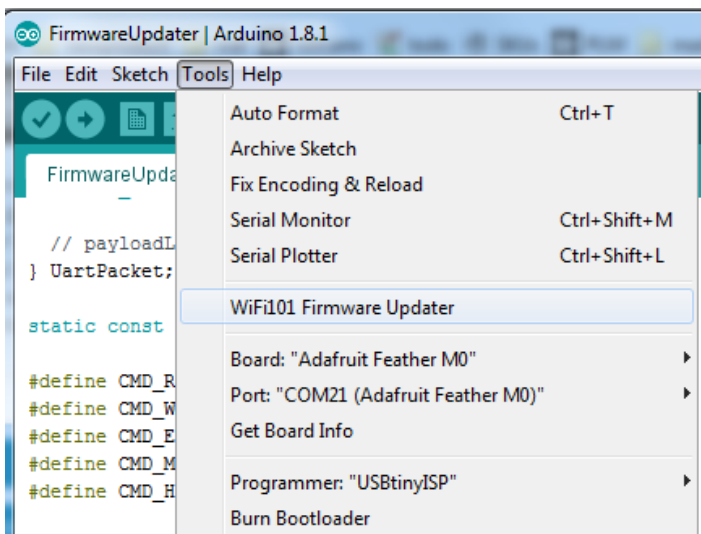 FirmwareUpdater | Arduino 1.8.1
File Edit Sketch Tools Help
FirmwareUpda
// payloadL
} UartPacket;
static const
#define CMD_R
#define CMD_W
#define CMD_E
#define CMD_M
#define CMD_H
Auto Format Ctrl+T
Archive Sketch
Fix Encoding & Reload
Serial Monitor Ctrl+Shift+M
Serial Plotter Ctrl+Shift+L
WiFi101 Firmware Updater
Board: "Adafruit Feather M0"
Port: "COM21 (Adafruit Feather M0)"
Get Board Info
Programmer: "USBtinyISP"
Burn Bootloader